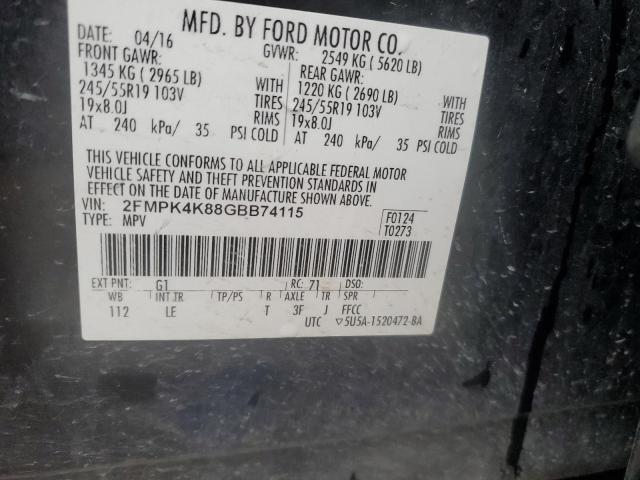 MFD. BY FORD MOTOR CO.
DATE: 04/16 GVWR: 2549 KG ( 5620 LB)
FRONT GAWR: REAR GAWR:
1345 KG ( 2965 LB) WITH 1220 KG ( 2690 LB) WITH
245/55R19 103V TIRES 245/55R19 103V TIRES
19x8.0J RIMS 19x8.0J RIMS
AT 240 kPa/ 35 PSI COLD AT 240 kPa/ 35 PSI COLD
THIS VEHICLE CONFORMS TO ALL APPLICABLE FEDERAL MOTOR
VEHICLE SAFETY AND THEFT PREVENTION STANDARDS IN
EFFECT ON THE DATE OF MANUFACTURE SHOWN ABOVE.
VIN: 2FMPK4K88GBB74115 F0124
TYPE: MPV T0273
EXT PNT: G1 RC: 71 DSO:
WB INT TR TP/PS R AXLE TR SPR
112 LE T 3F J FFCC
UTC ▽5U5A-1520472-BA